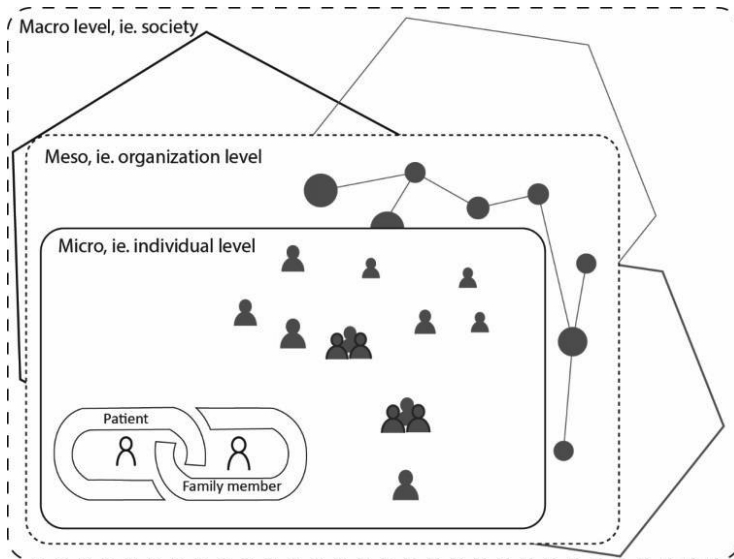 Macro level, ie. society
Meso, ie. organization level
Micro, ie. individual level
Patient
Family member